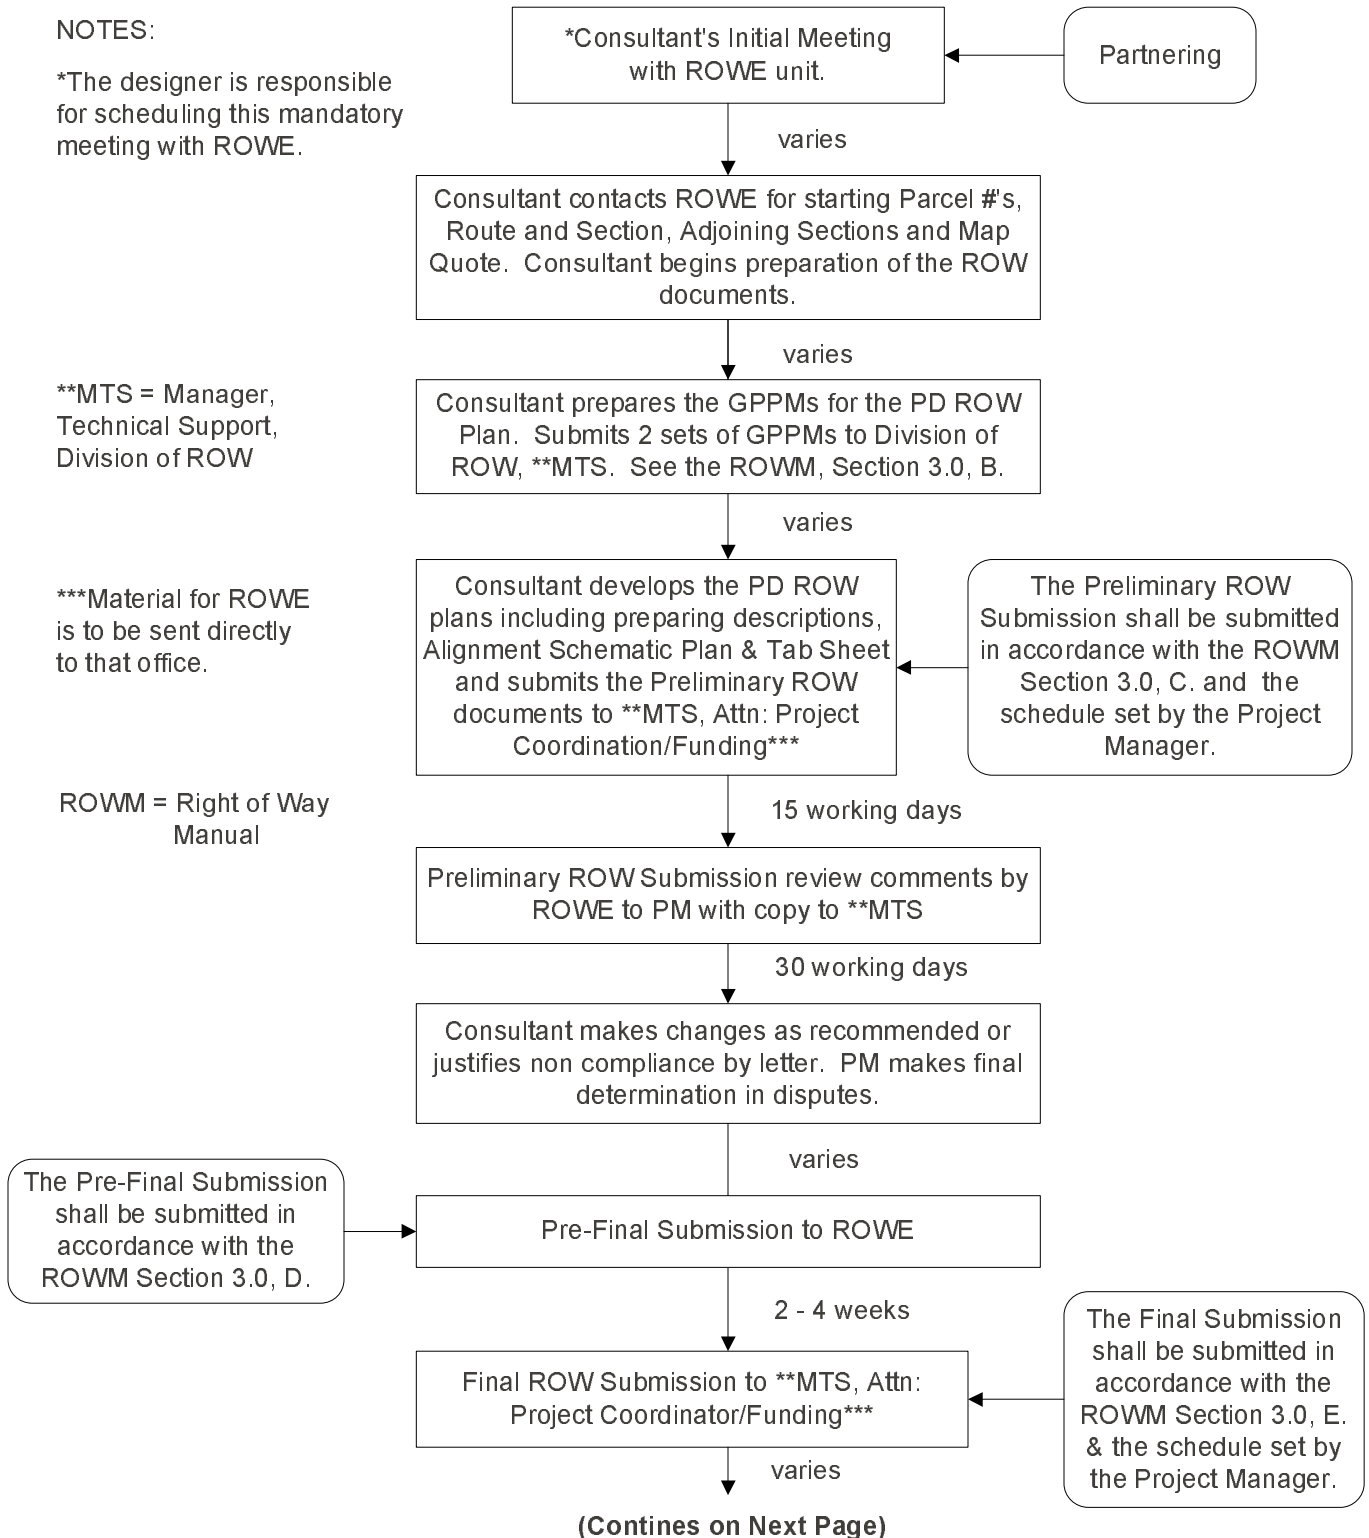 NOTES:
*The designer is responsible
for scheduling this mandatory
meeting with ROWE.
*Consultant's Initial Meeting
with ROWE unit.
Partnering
varies
Consultant contacts ROWE for starting Parcel #'s,
Route and Section, Adjoining Sections and Map
Quote.  Consultant begins preparation of the ROW
documents.
varies
**MTS = Manager,
Technical Support,
Division of ROW
Consultant prepares the GPPMs for the PD ROW
Plan.  Submits 2 sets of GPPMs to Division of
ROW, **MTS.  See the ROWM, Section 3.0, B.
varies
***Material for ROWE
is to be sent directly
to that office.
Consultant develops the PD ROW
plans including preparing descriptions,
Alignment Schematic Plan & Tab Sheet
and submits the Preliminary ROW
documents to **MTS, Attn: Project
Coordination/Funding***
The Preliminary ROW
Submission shall be submitted
in accordance with the ROWM
Section 3.0, C. and  the
schedule set by the Project
Manager.
ROWM = Right of Way
Manual
15 working days
Preliminary ROW Submission review comments by
ROWE to PM with copy to **MTS
30 working days
Consultant makes changes as recommended or
justifies non compliance by letter.  PM makes final
determination in disputes.
varies
The Pre-Final Submission
shall be submitted in
accordance with the
ROWM Section 3.0, D.
Pre-Final Submission to ROWE
2 - 4 weeks
Final ROW Submission to **MTS, Attn:
Project Coordinator/Funding***
The Final Submission
shall be submitted in
accordance with the
ROWM Section 3.0, E.
& the schedule set by
the Project Manager.
varies
(Contines on Next Page)